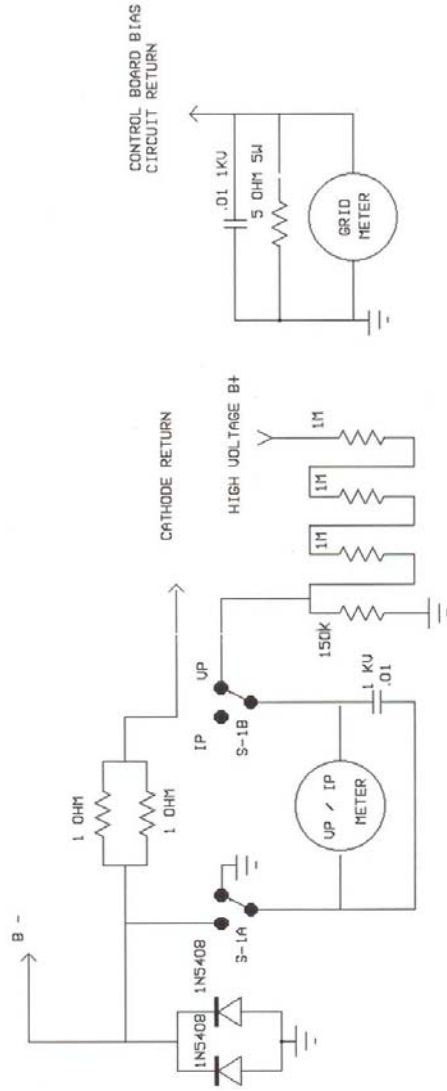 B -
1 OHM
1 OHM
CATHODE RETURN
1N5408
1N5408
S-1A
IP
VP
S-1B
VP / IP
METER
1 KV
.01
HIGH VOLTAGE B+
150K
1M
1M
1M
CONTROL BOARD BIAS
CIRCUIT RETURN
.01 1KV
5 OHM 5W
GRID
METER